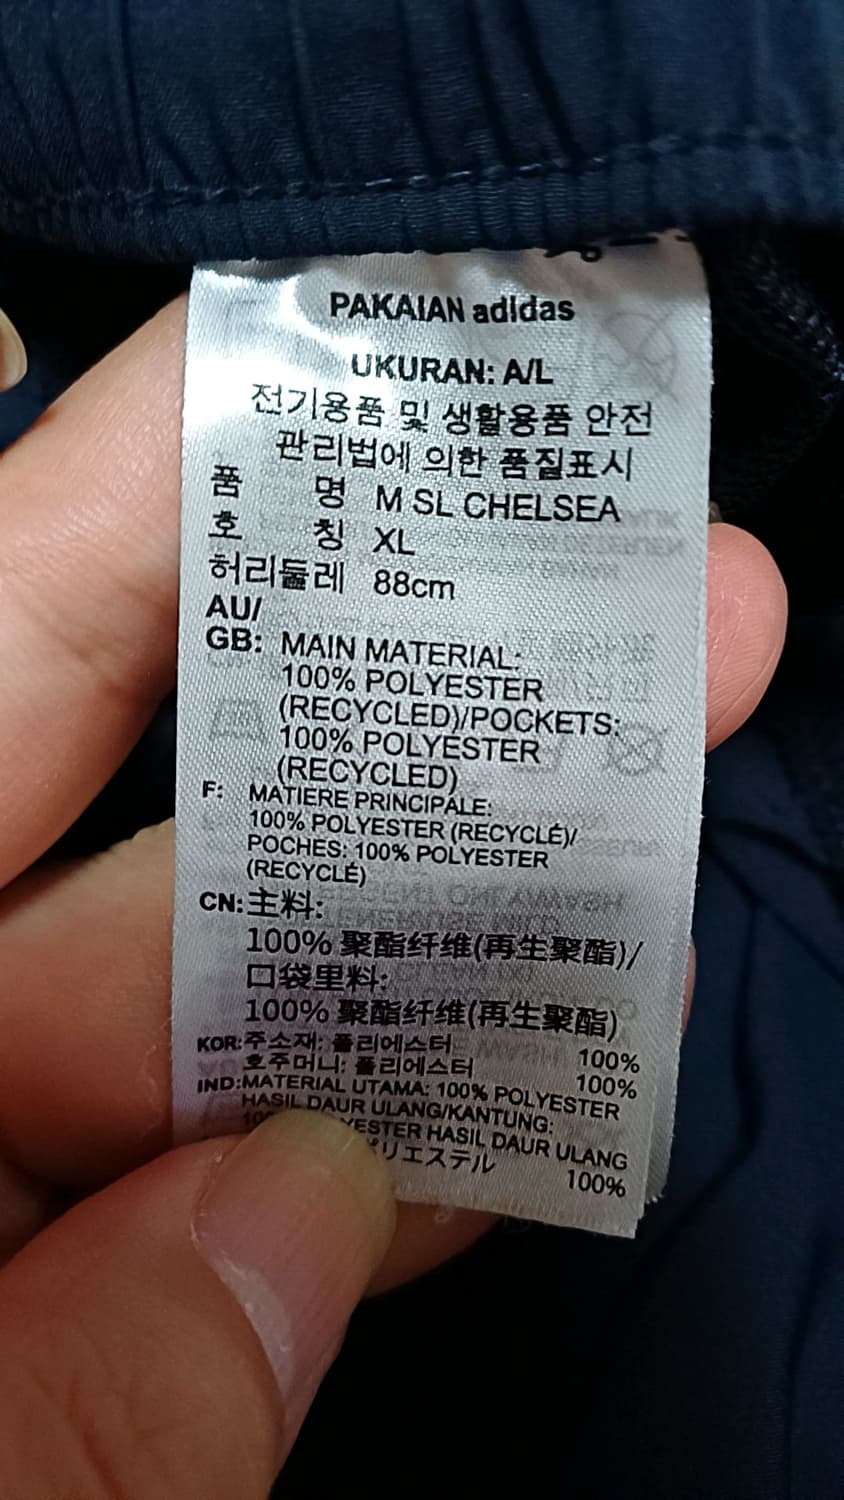 PAKAIAN adidas
UKURAN: A/L
전기용품 및 생활용품 안전
관리법에 의한 품질표시
품 명 M SL CHELSEA
호 칭 XL
허리둘레 88cm
AU/
GB: MAIN MATERIAL:
100% POLYESTER
(RECYCLED)/POCKETS:
100% POLYESTER
(RECYCLED)
F: MATIERE PRINCIPALE:
100% POLYESTER (RECYCLÉ)/
POCHES: 100% POLYESTER
(RECYCLÉ)
CN:主料:
100% 聚酯纤维(再生聚酯)/
口袋里料:
100% 聚酯纤维(再生聚酯)
KOR:주소재: 폴리에스터 100%
호주머니: 폴리에스터 100%
IND:MATERIAL UTAMA: 100% POLYESTER
HASIL DAUR ULANG/KANTUNG:
HASIL DAUR ULANG
100%